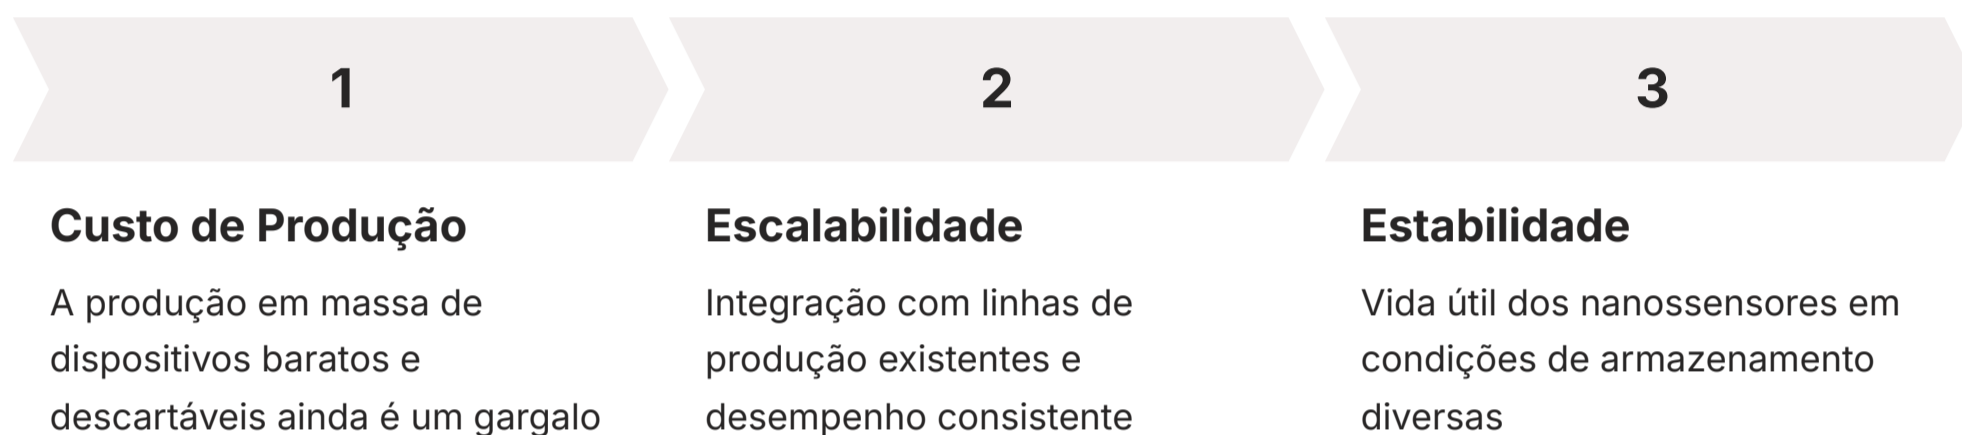 1
Custo de Produção
A produção em massa de
dispositivos baratos e
descartáveis ainda é um gargalo
2
Escalabilidade
Integração com linhas de
produção existentes e
desempenho consistente
3
Estabilidade
Vida útil dos nanossensores em
condições de armazenamento
diversas